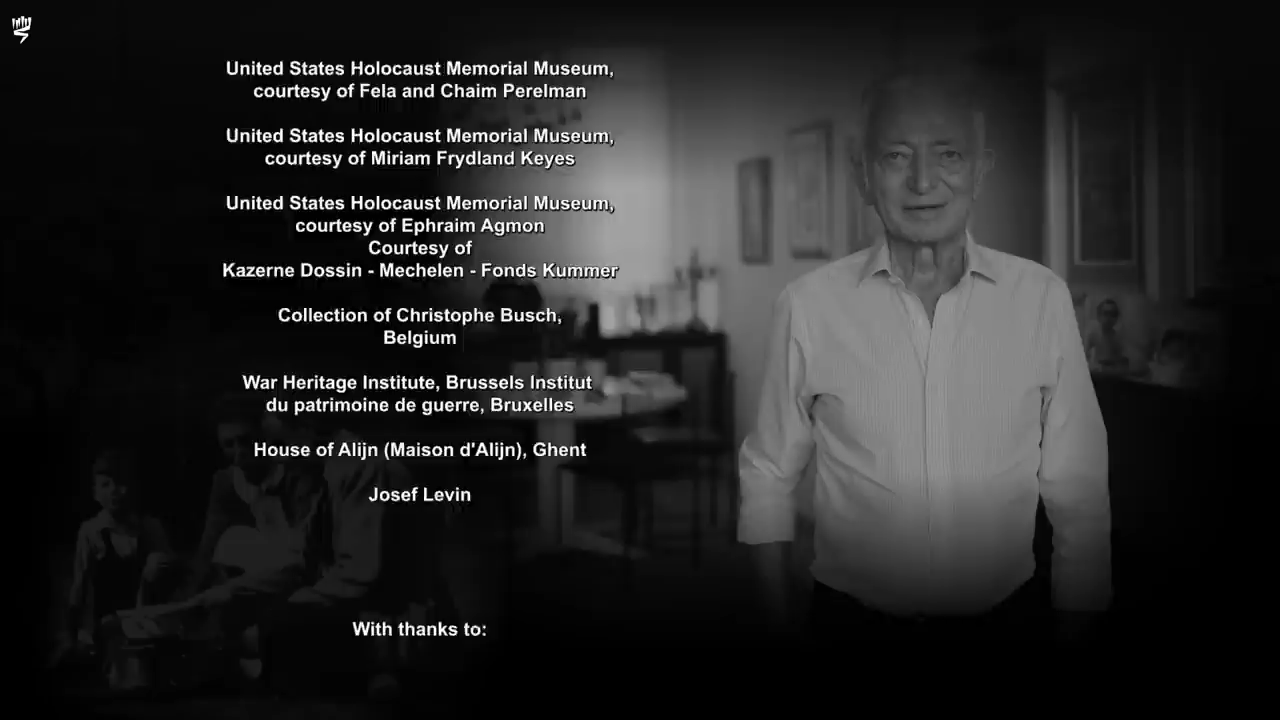 United States Holocaust Memorial Museum,
courtesy of Fela and Chaim Perelman
United States Holocaust Memorial Museum,
courtesy of Miriam Frydland Keyes
United States Holocaust Memorial Museum,
courtesy of Ephraim Agmon
Courtesy of
Kazerne Dossin - Mechelen - Fonds Kummer
Collection of Christophe Busch,
Belgium
War Heritage Institute, Brussels Institut
du patrimoine de guerre, Bruxelles
House of Alijn (Maison d'Alijn), Ghent
Josef Levin
With thanks to: